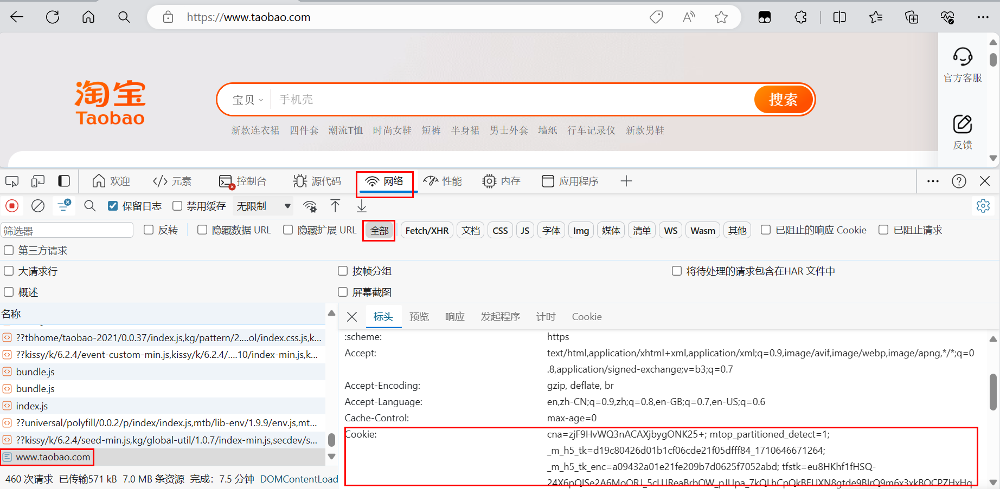 https://www.taobao.com
官方客服
淘宝
Taobao
宝贝 手机壳 搜索
新款连衣裙 四件套 潮流T恤 时尚女鞋 短裤 半身裙 男士外套 墙纸 行车记录仪 新款男鞋
反馈
欢迎 元素 控制台 源代码 网络 性能 内存 应用程序
保留日志 禁用缓存 无限制
筛选器 反转 隐藏数据 URL 隐藏扩展 URL 全部 Fetch/XHR 文档 CSS JS 字体 Img 媒体 清单 WS Wasm 其他 已阻止的响应 Cookie 已阻止请求
第三方请求
大请求行 按帧分组 将待处理的请求包含在HAR 文件中
概述 屏幕截图
名称
??tbhome/taobao-2021/0.0.37/index.js,kg/pattern/2....ol/index.css.js,k...
??kissy/k/6.2.4/event-custom-min.js,kissy/k/6.2.4/....10/index-min.js,k...
bundle.js
bundle.js
index.js
??universal/polyfill/0.0.2/p/index/index.js,mtb/lib-env/1.9.9/env.js,mt...
??kissy/k/6.2.4/seed-min.js,kg/global-util/1.0.7/index-min.js,secdev/s...
www.taobao.com
460 次请求 已传输571 kB 7.0 MB 条资源 完成：7.5 分钟 DOMContentLoad
标头 预览 响应 发起程序 计时 Cookie
:scheme: https
Accept: text/html,application/xhtml+xml,application/xml;q=0.9,image/avif,image/webp,image/apng,*/*;q=0
.8,application/signed-exchange;v=b3;q=0.7
Accept-Encoding: gzip, deflate, br
Accept-Language: en,zh-CN;q=0.9,zh;q=0.8,en-GB;q=0.7,en-US;q=0.6
Cache-Control: max-age=0
Cookie: cna=zjF9HvWQ3nACAXjbygONK25+; mtop_partitioned_detect=1;
_m_h5_tk=d19c80426d01b1cf06cde21f05dfff84_1710646671264;
_m_h5_tk_enc=a09432a01e21fe209b7d0625f7052abd; tfstk=eu8HKhf1fHSQ-